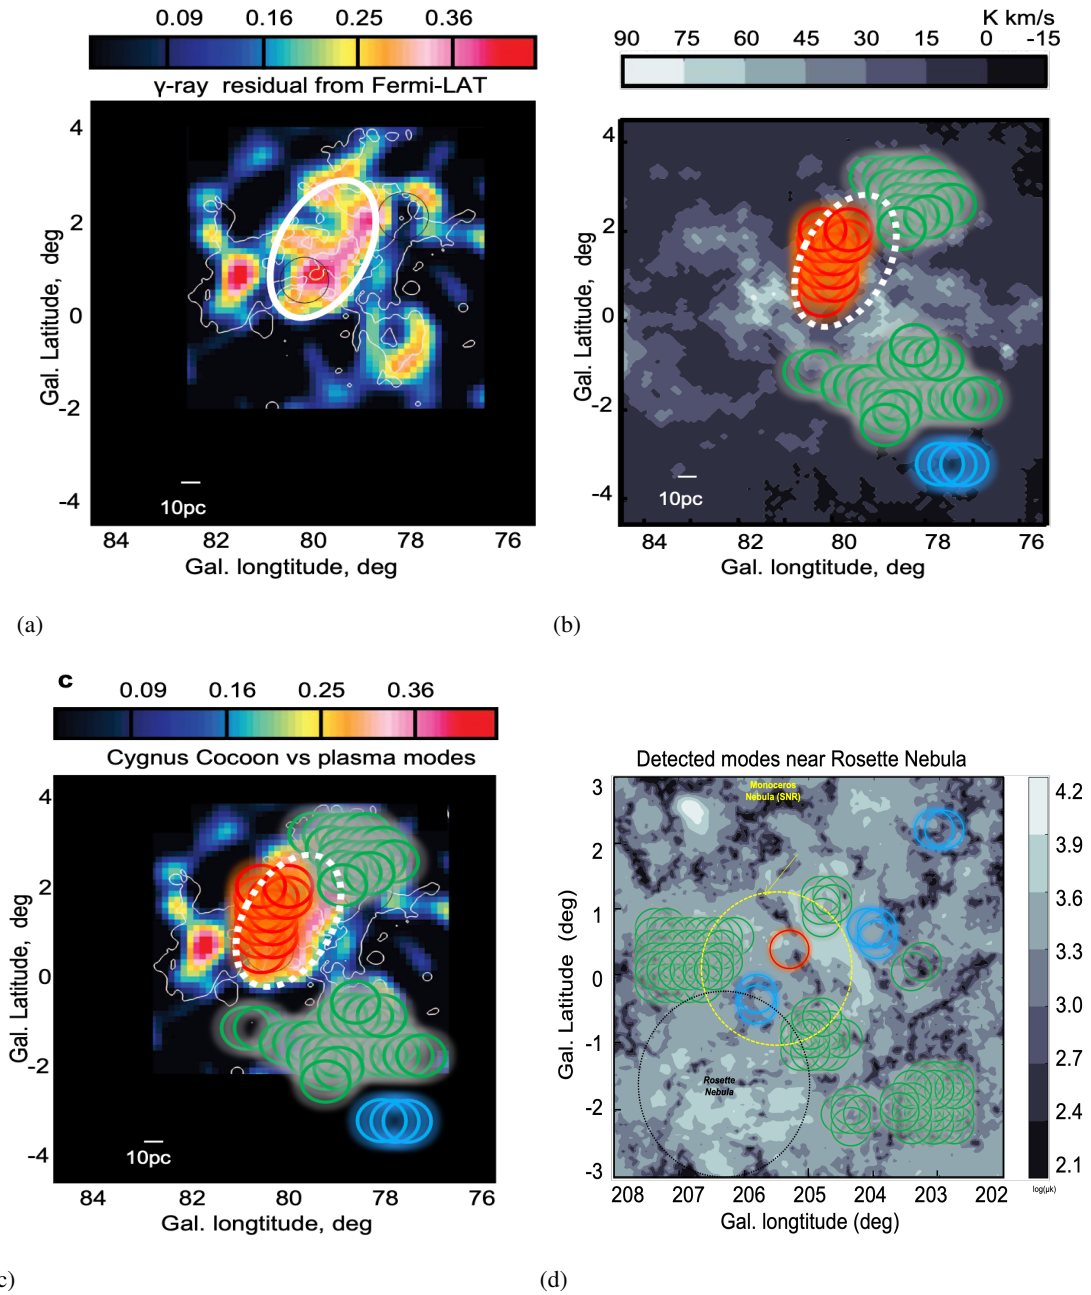 0.09 0.16 0.25 0.36
γ-ray residual from Fermi-LAT
4
2
0
-2
-4
Gal. Latitude, deg
10pc
84 82 80 78 76
Gal. longtitude, deg
(a)
K km/s
90 75 60 45 30 15 0 -15
4
2
0
-2
-4
Gal. Latitude, deg
10pc
84 82 80 78 76
Gal. longtitude, deg
(b)
c
0.09 0.16 0.25 0.36
Cygnus Cocoon vs plasma modes
4
2
0
-2
-4
Gal. Latitude, deg
10pc
84 82 80 78 76
Gal. longtitude, deg
c)
Detected modes near Rosette Nebula
Monoceros
Nebula (SNR)
3
2
1
0
-1
-2
-3
Gal. Latitude (deg)
Rosette
Nebula
208 207 206 205 204 203 202
Gal. longtitude (deg)
4.2
3.9
3.6
3.3
3.0
2.7
2.4
2.1
log(µk)
(d)